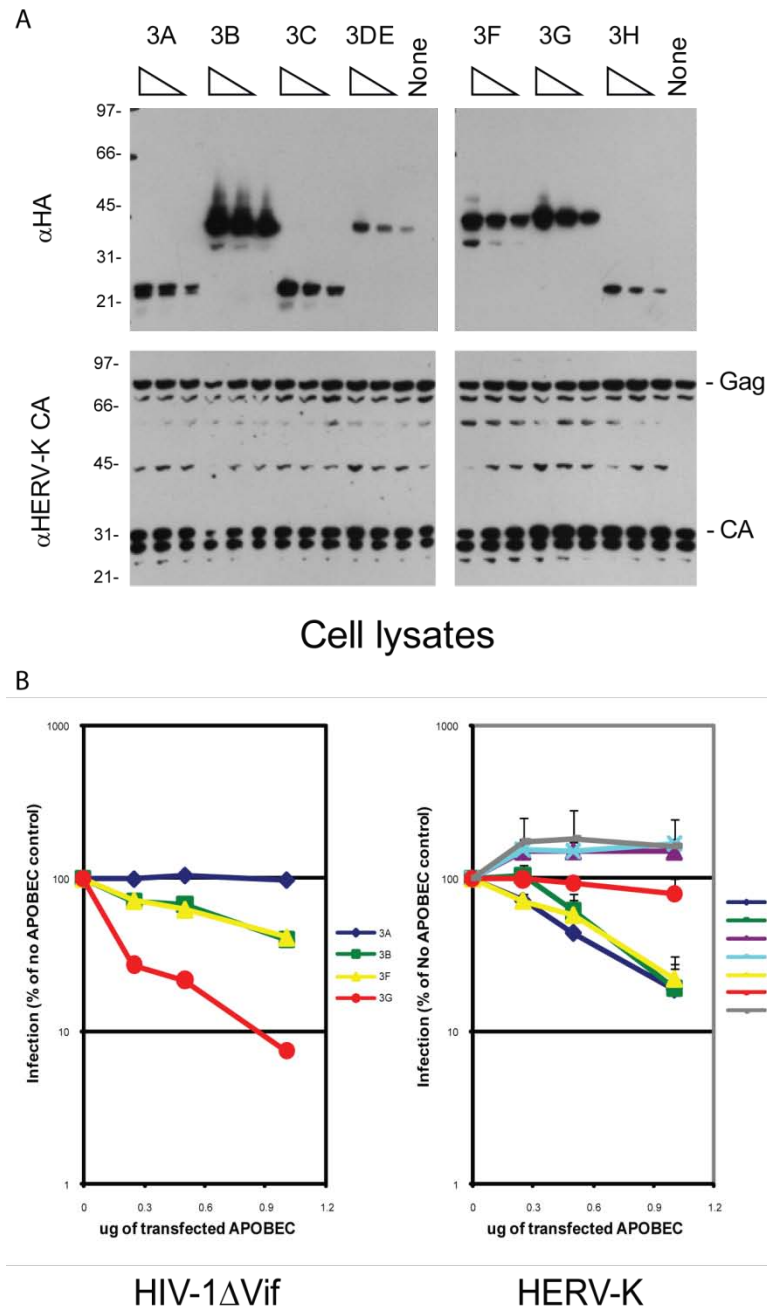 A
3A 3B 3C 3DE None 3F 3G 3H None
αHA
97-
66-
45-
31-
21-
αHERV-K CA
97-
66-
45-
31-
21-
- Gag
- CA
Cell lysates
B
Infection (% of no APOBEC control)
1000
100
10
1
0 0.3 0.6 0.9 1.2
ug of transfected APOBEC
3A
3B
3F
3G
HIV-1ΔVif
Infection (% of No APOBEC control)
1000
100
10
1
0 0.3 0.6 0.9 1.2
ug of transfected APOBEC
HERV-K